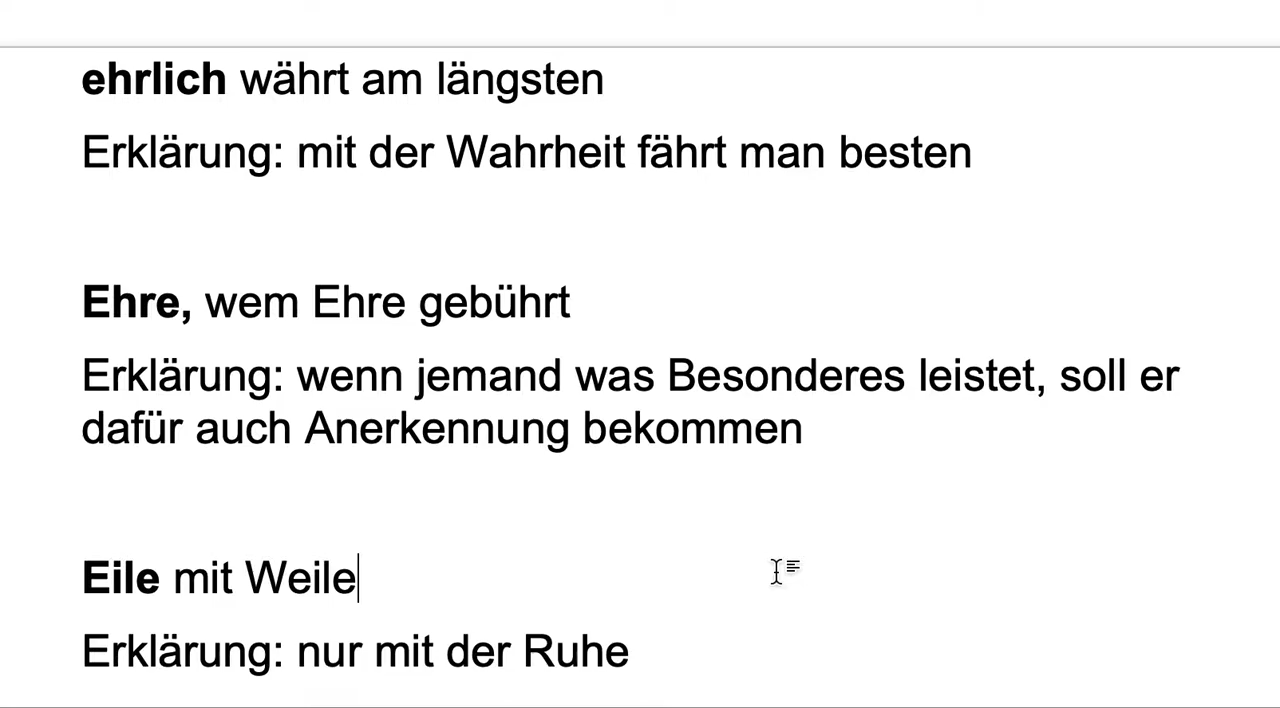 ehrlich währt am längsten
Erklärung: mit der Wahrheit fährt man besten
Ehre, wem Ehre gebührt
Erklärung: wenn jemand was Besonderes leistet, soll er
dafür auch Anerkennung bekommen
Eile mit Weile
Erklärung: nur mit der Ruhe